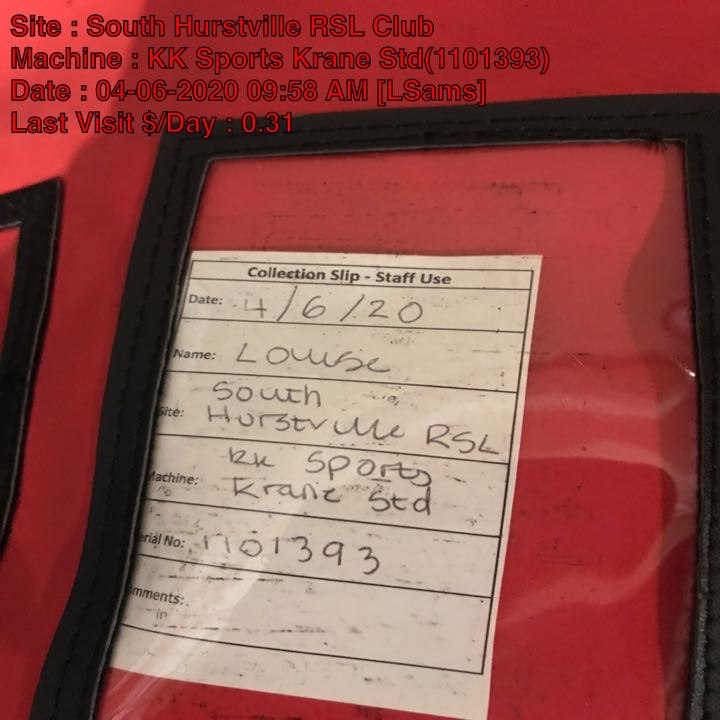 Site : South Hurstville RSL Club
Machine : KK Sports Krane Std(1101393)
Date : 04-06-2020 09:58 AM [LSams]
Last Visit $/Day : 0.31
Collection Slip - Staff Use
Date: 4/6/20
Name: Louise
Site: South
Hurstville RSL
KK Sports
Machine: Krane Std
erial No: 1101393
omments: